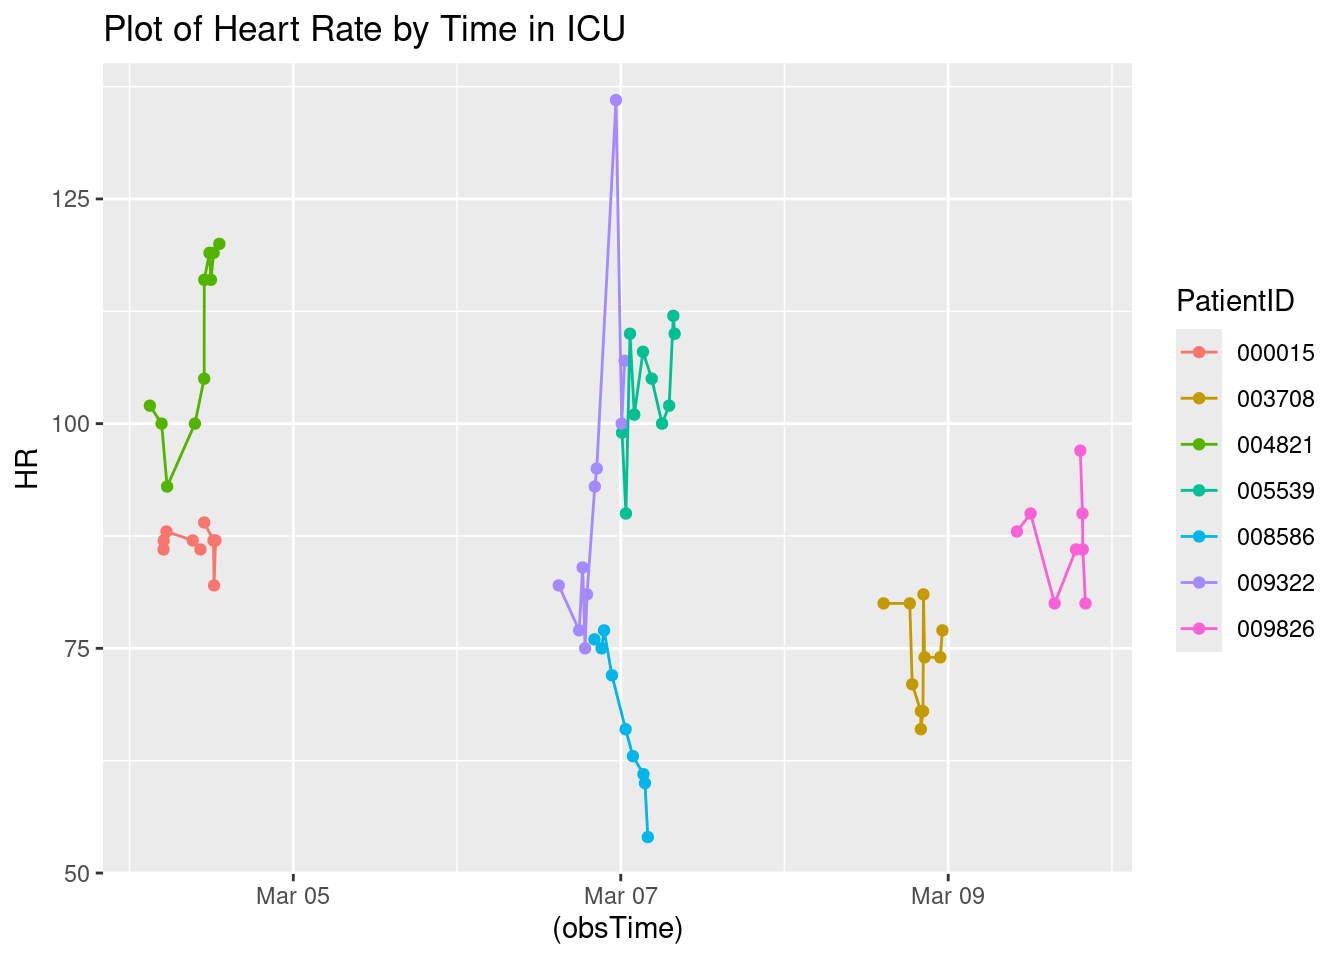 Plot of Heart Rate by Time in ICU
125
100
75
50
HR
Mar 05
Mar 07
Mar 09
(obsTime)
PatientID
000015
003708
004821
005539
008586
009322
009826